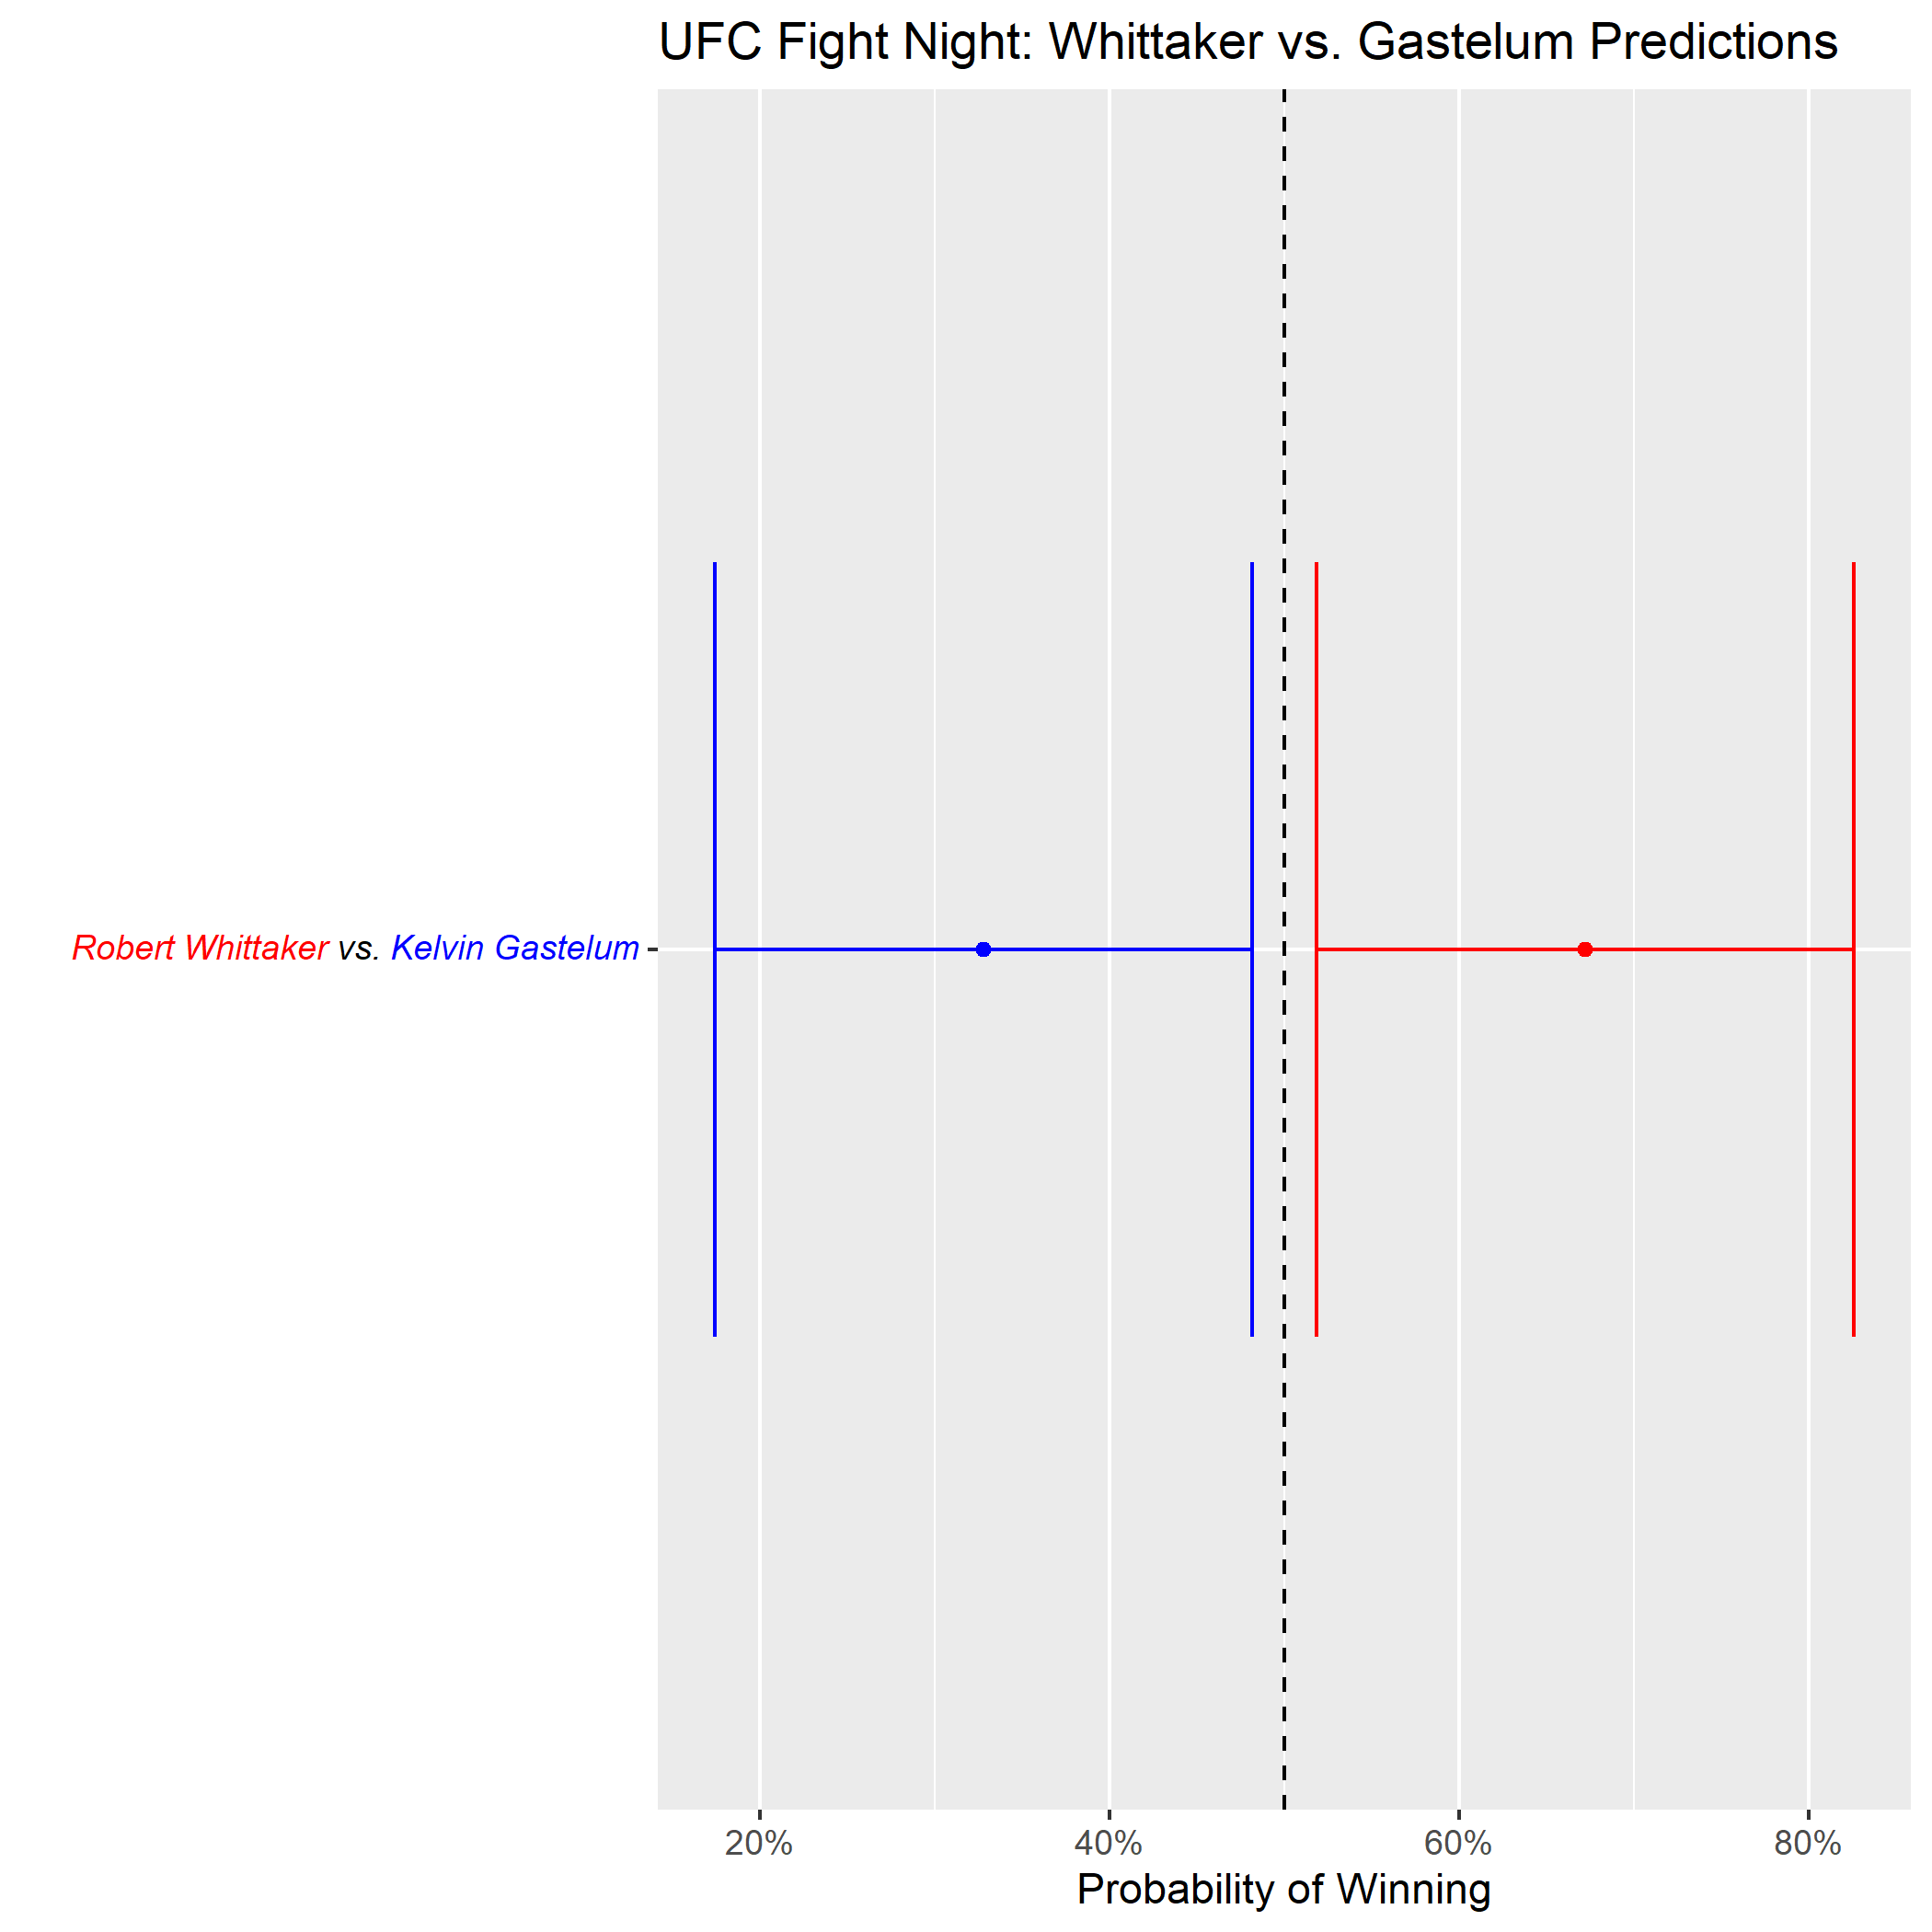 UFC Fight Night: Whittaker vs. Gastelum Predictions
Robert Whittaker vs. Kelvin Gastelum
20% 40% 60% 80%
Probability of Winning